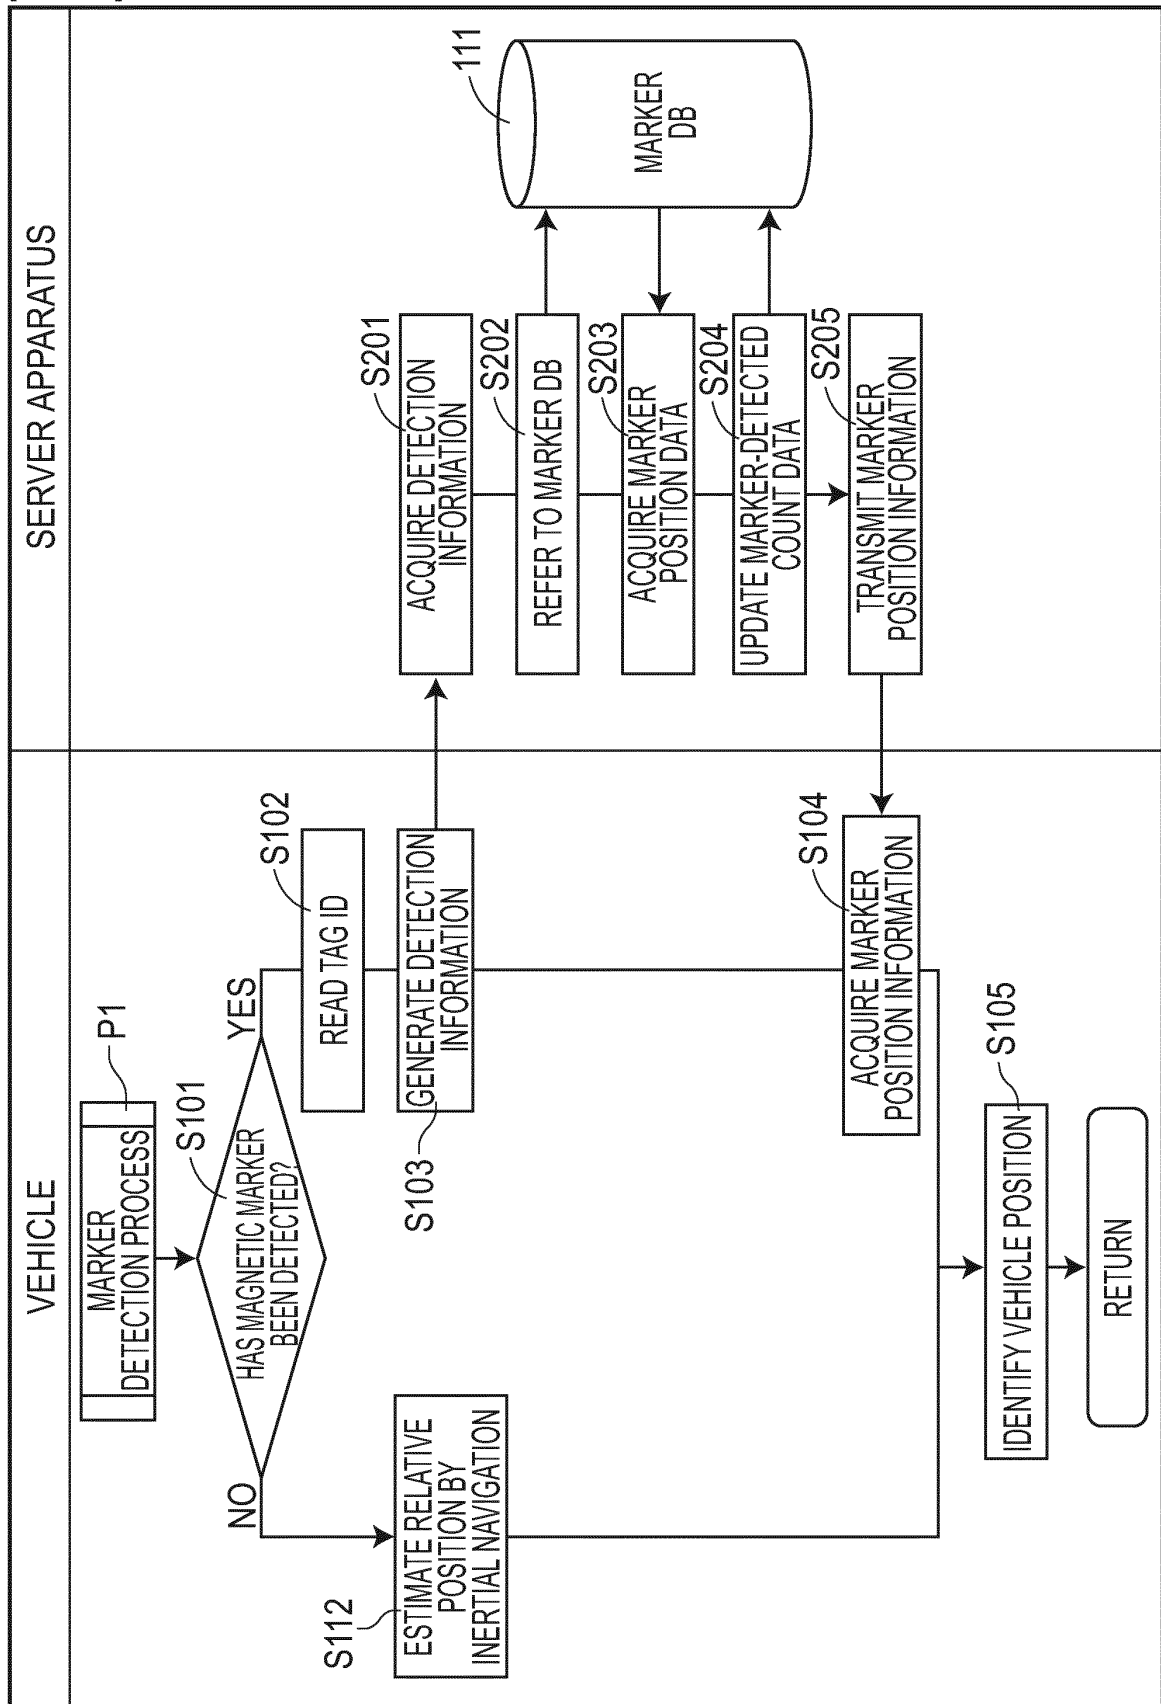 VEHICLE
SERVER APPARATUS
MARKER
DETECTION PROCESS
P1
S101
HAS MAGNETIC MARKER
BEEN DETECTED?
NO
YES
S102
READ TAG ID
S103
GENERATE DETECTION
INFORMATION
S201
ACQUIRE DETECTION
INFORMATION
S202
REFER TO MARKER DB
S203
ACQUIRE MARKER
POSITION DATA
S204
UPDATE MARKER-DETECTED
COUNT DATA
S205
TRANSMIT MARKER
POSITION INFORMATION
111
MARKER
DB
S112
ESTIMATE RELATIVE
POSITION BY
INERTIAL NAVIGATION
S104
ACQUIRE MARKER
POSITION INFORMATION
S105
IDENTIFY VEHICLE POSITION
RETURN